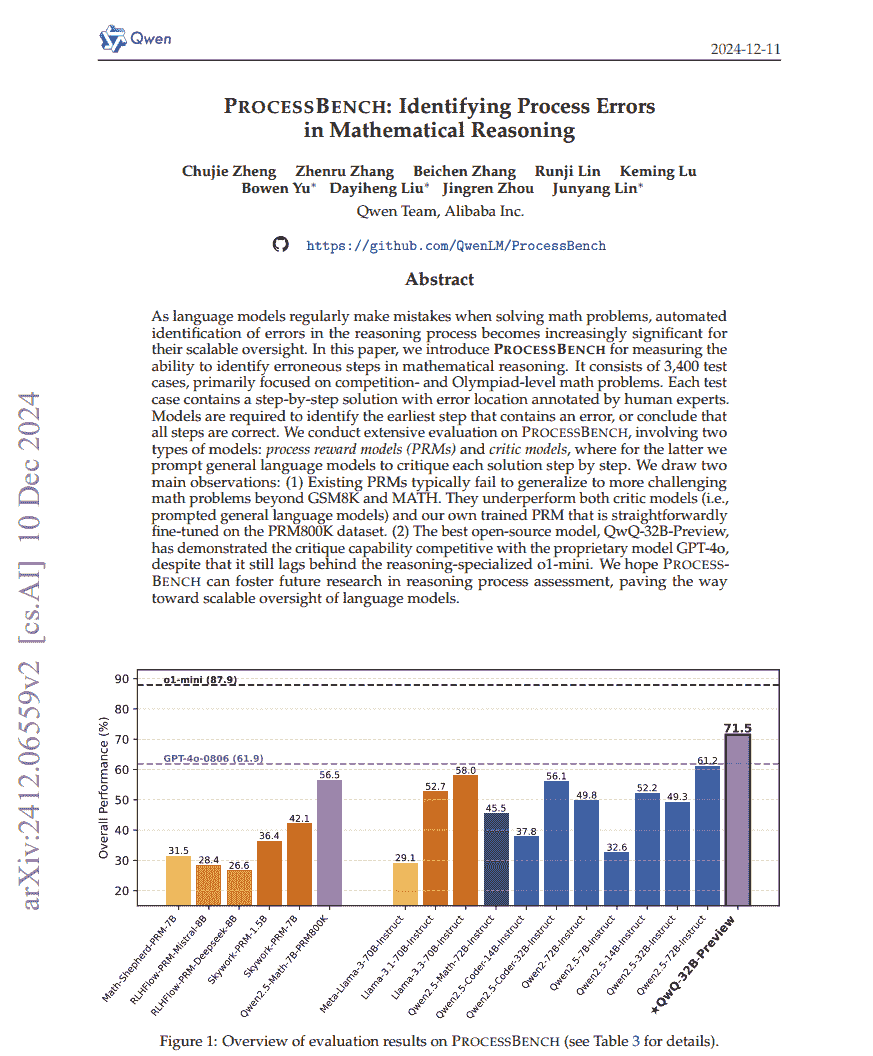 Qwen
2024-12-11
PROCESSBENCH: Identifying Process Errors
in Mathematical Reasoning
Chujie Zheng Zhenru Zhang Beichen Zhang Runji Lin Keming Lu
Bowen Yu* Dayiheng Liu* Jingren Zhou Junyang Lin*
Qwen Team, Alibaba Inc.
https://github.com/QwenLM/ProcessBench
Abstract
As language models regularly make mistakes when solving math problems, automated
identification of errors in the reasoning process becomes increasingly significant for
their scalable oversight. In this paper, we introduce PROCESSBENCH for measuring the
ability to identify erroneous steps in mathematical reasoning. It consists of 3,400 test
cases, primarily focused on competition- and Olympiad-level math problems. Each test
case contains a step-by-step solution with error location annotated by human experts.
Models are required to identify the earliest step that contains an error, or conclude that
all steps are correct. We conduct extensive evaluation on PROCESSBENCH, involving two
types of models: process reward models (PRMs) and critic models, where for the latter we
prompt general language models to critique each solution step by step. We draw two
main observations: (1) Existing PRMs typically fail to generalize to more challenging
math problems beyond GSM8K and MATH. They underperform both critic models (i.e.,
prompted general language models) and our own trained PRM that is straightforwardly
fine-tuned on the PRM800K dataset. (2) The best open-source model, QwQ-32B-Preview,
has demonstrated the critique capability competitive with the proprietary model GPT-4o,
despite that it still lags behind the reasoning-specialized o1-mini. We hope PROCESS-
BENCH can foster future research in reasoning process assessment, paving the way
toward scalable oversight of language models.
arXiv:2412.06559v2 [cs.AI] 10 Dec 2024
Overall Performance (%)
90
80
70
60
50
40
30
20
o1-mini (87.9)
GPT-4o-0806 (61.9)
31.5
28.4
26.6
36.4
42.1
56.5
29.1
52.7
58.0
45.5
37.8
56.1
49.8
32.6
52.2
49.3
61.2
71.5
Math-Shepherd-PRM-7B
RLHFlow-PRM-Mistral-8B
RLHFlow-PRM-Deepseek-8B
Skywork-PRM-1.5B
Skywork-PRM-7B
Qwen2.5-Math-7B-PRM800K
Meta-Llama-3-70B-Instruct
Llama-3.1-70B-Instruct
Llama-3.3-70B-Instruct
Qwen2.5-Math-72B-Instruct
Qwen2.5-Coder-14B-Instruct
Qwen2.5-Coder-32B-Instruct
Qwen2-72B-Instruct
Qwen2.5-7B-Instruct
Qwen2.5-14B-Instruct
Qwen2.5-32B-Instruct
Qwen2.5-72B-Instruct
★QwQ-32B-Preview
Figure 1: Overview of evaluation results on PROCESSBENCH (see Table 3 for details).